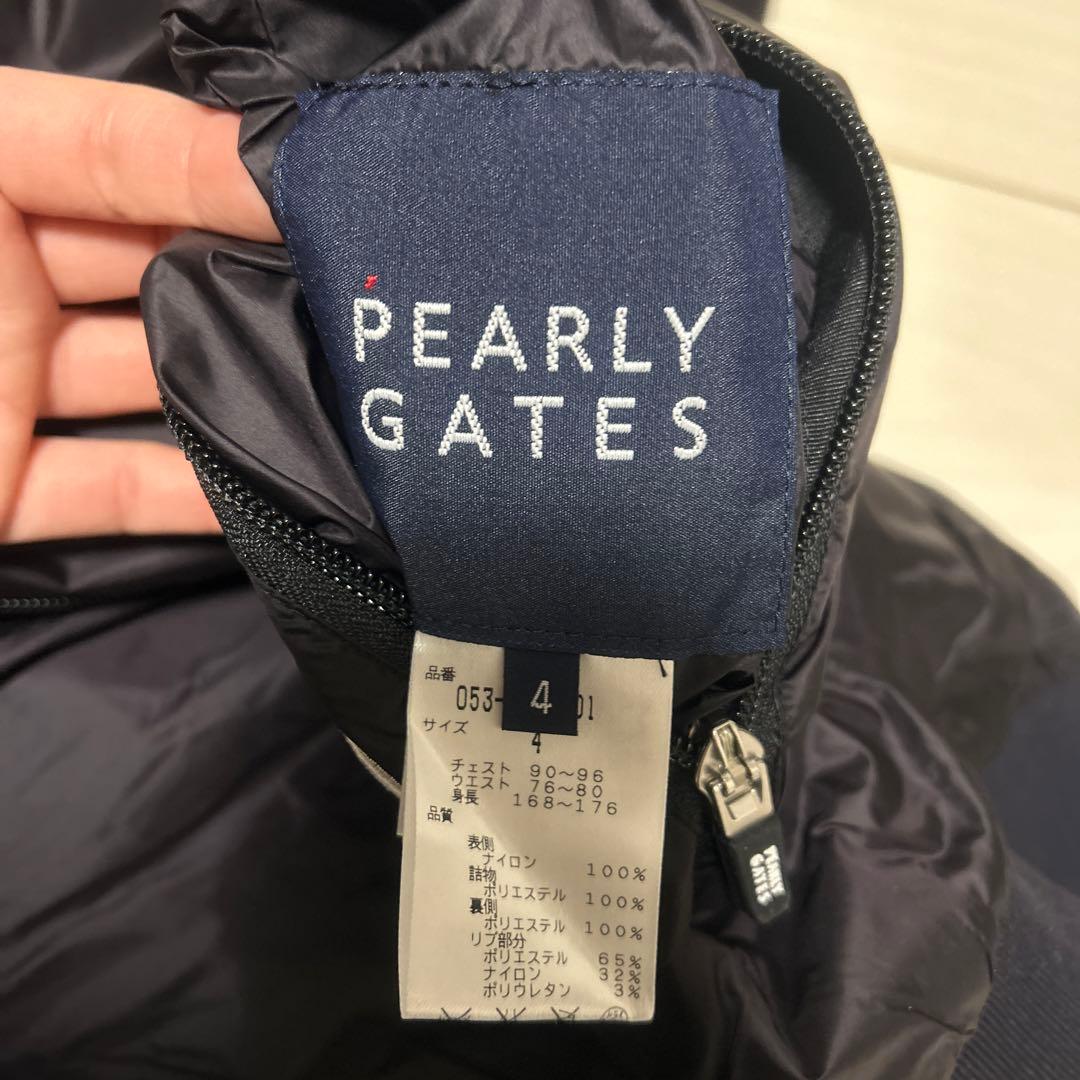 PEARLY
GATES
品番
053-
01
4
サイズ
4
チェスト 90～96
ウエスト 76～80
身長 168～176
品質
表側
ナイロン 100%
詰物
ポリエステル 100%
裏側
ポリエステル 100%
リブ部分
ポリエステル 65%
ナイロン 32%
ポリウレタン 3%
PEARLY
GATES